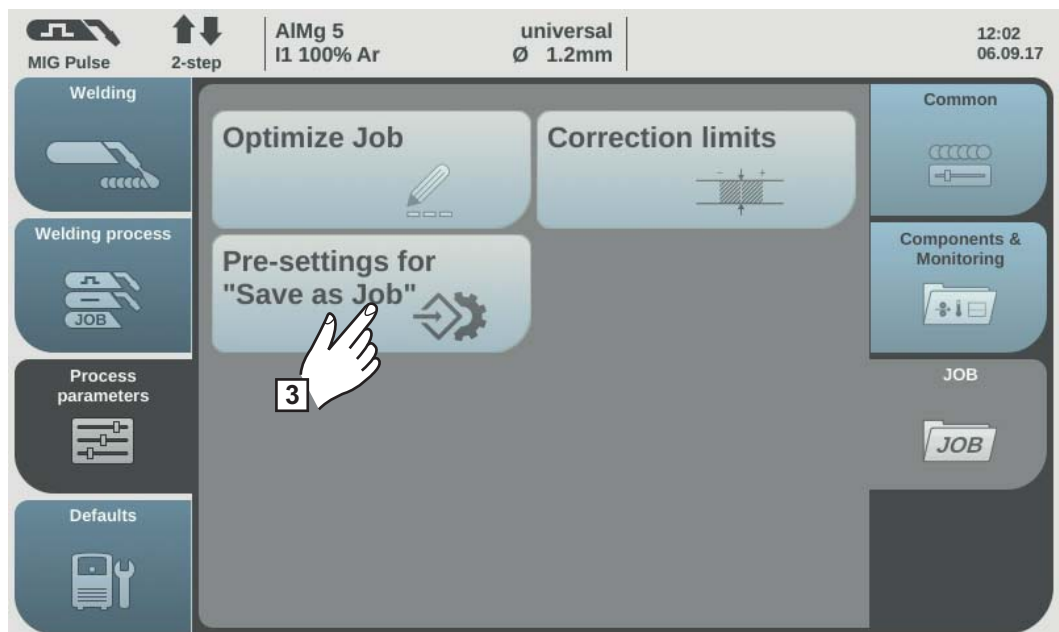 MIG Pulse
2-step
AlMg 5
I1 100% Ar
universal
Ø 1.2mm
12:02
06.09.17
Welding
Welding process
JOB
Process
parameters
Defaults
Optimize Job
Correction limits
- +
Pre-settings for
"Save as Job"
3
Common
Components &
Monitoring
JOB
JOB